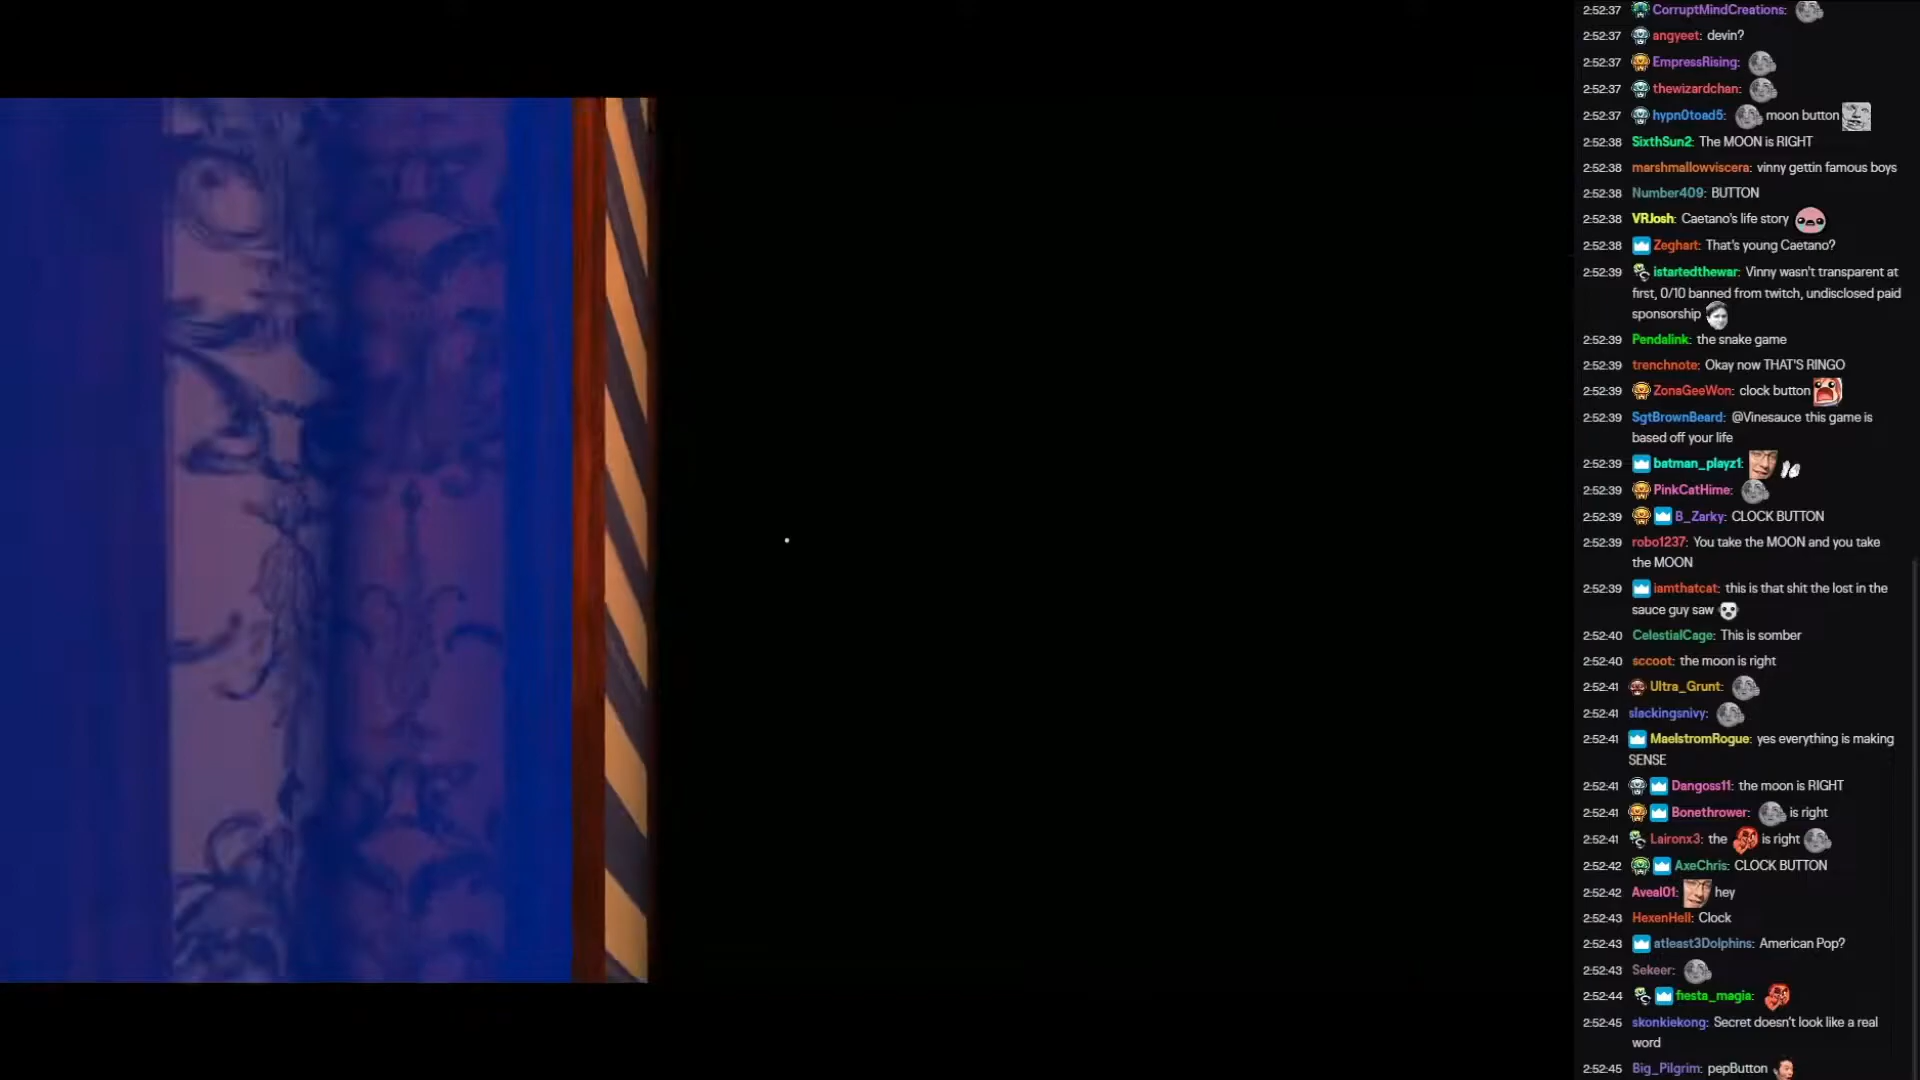 2:52:37 CorruptMindCreations:
2:52:37 angyeet: devin?
2:52:37 EmpressRising:
2:52:37 thewizardchan:
2:52:37 hypn0toad5: moon button
2:52:38 SixthSun2: The MOON is RIGHT
2:52:38 marshmallowviscera: vinny gettin famous boys
2:52:38 Number409: BUTTON
2:52:38 VRJosh: Caetano's life story
2:52:38 Zeghart: That's young Caetano?
2:52:39 istartedthewar: Vinny wasn't transparent at
first, 0/10 banned from twitch, undisclosed paid
sponsorship
2:52:39 Pendalink: the snake game
2:52:39 trenchnote: Okay now THAT'S RINGO
2:52:39 ZonaGeeWon: clock button
2:52:39 SgtBrownBeard: @Vinesauce this game is
based off your life
2:52:39 batman_playz1:
2:52:39 PinkCatHime:
2:52:39 B_Zarky: CLOCK BUTTON
2:52:39 robo1237: You take the MOON and you take
the MOON
2:52:39 iamthatcat: this is that shit the lost in the
sauce guy saw
2:52:40 CelestialCage: This is somber
2:52:40 sccoot: the moon is right
2:52:41 Ultra_Grunt:
2:52:41 slackingsnivy:
2:52:41 MaelstromRogue: yes everything is making
SENSE
2:52:41 Dangoss11: the moon is RIGHT
2:52:41 Bonethrower: is right
2:52:41 Laironx3: the is right
2:52:42 AxeChris: CLOCK BUTTON
2:52:42 Aveal01: hey
2:52:43 HexenHell: Clock
2:52:43 atleast3Dolphins: American Pop?
2:52:43 Sekeer:
2:52:44 fiesta_magia:
2:52:45 skonkiekong: Secret doesn't look like a real
word
2:52:45 Big_Pilgrim: pepButton